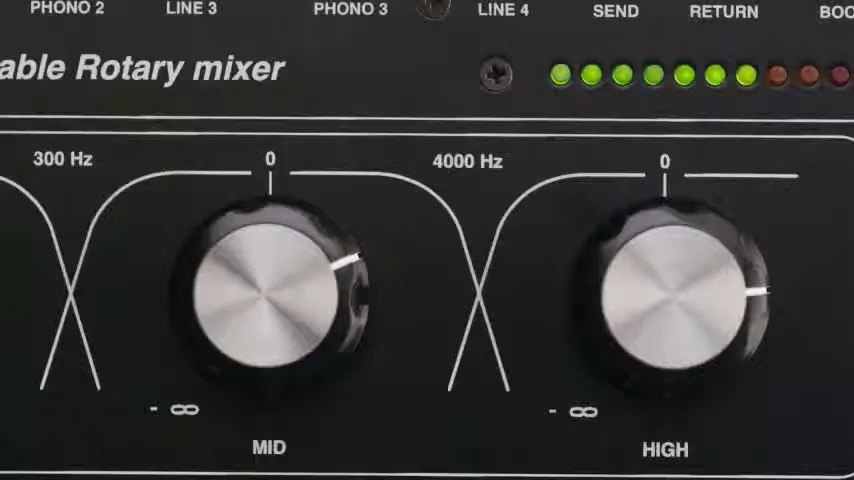 PHONO 2 LINE 3 PHONO 3 LINE 4 SEND RETURN BOO
able Rotary mixer
300 Hz 0 4000 Hz 0
- ∞ - ∞
MID HIGH